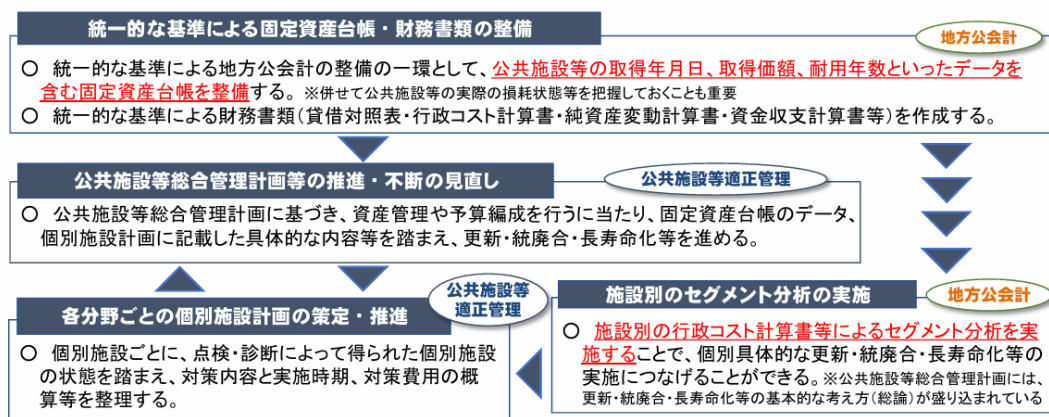 統一的な基準による固定資産台帳・財務書類の整備
地方公会計
○ 統一的な基準による地方公会計の整備の一環として、公共施設等の取得年月日、取得価額、耐用年数といったデータを
含む固定資産台帳を整備する。 ※併せて公共施設等の実際の損耗状態等を把握しておくことも重要
○ 統一的な基準による財務書類(貸借対照表・行政コスト計算書・純資産変動計算書・資金収支計算書等)を作成する。
公共施設等総合管理計画等の推進・不断の見直し
公共施設等適正管理
○ 公共施設等総合管理計画に基づき、資産管理や予算編成を行うに当たり、固定資産台帳のデータ、
個別施設計画に記載した具体的な内容等を踏まえ、更新・統廃合・長寿命化等を進める。
各分野ごとの個別施設計画の策定・推進
公共施設等
適正管理
○ 個別施設ごとに、点検・診断によって得られた個別施設
の状態を踏まえ、対策内容と実施時期、対策費用の概
算等を整理する。
施設別のセグメント分析の実施
地方公会計
○ 施設別の行政コスト計算書等によるセグメント分析を実
施することで、個別具体的な更新・統廃合・長寿命化等の
実施につなげることができる。※公共施設等総合管理計画には、
更新・統廃合・長寿命化等の基本的な考え方(総論)が盛り込まれている